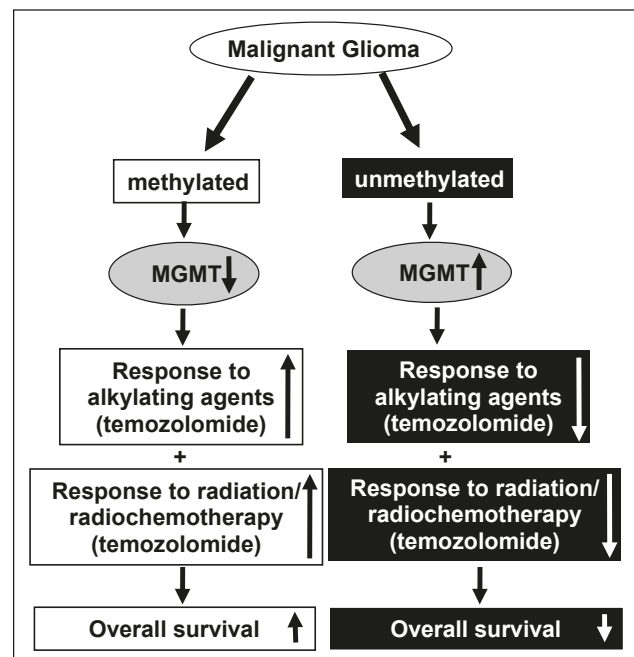 Malignant Glioma
methylated
unmethylated
MGMT
MGMT
Response to
alkylating agents
(temozolomide)
Response to
alkylating agents
(temozolomide)
+
+
Response to radiation/
radiochemotherapy
(temozolomide)
Response to radiation/
radiochemotherapy
(temozolomide)
Overall survival
Overall survival